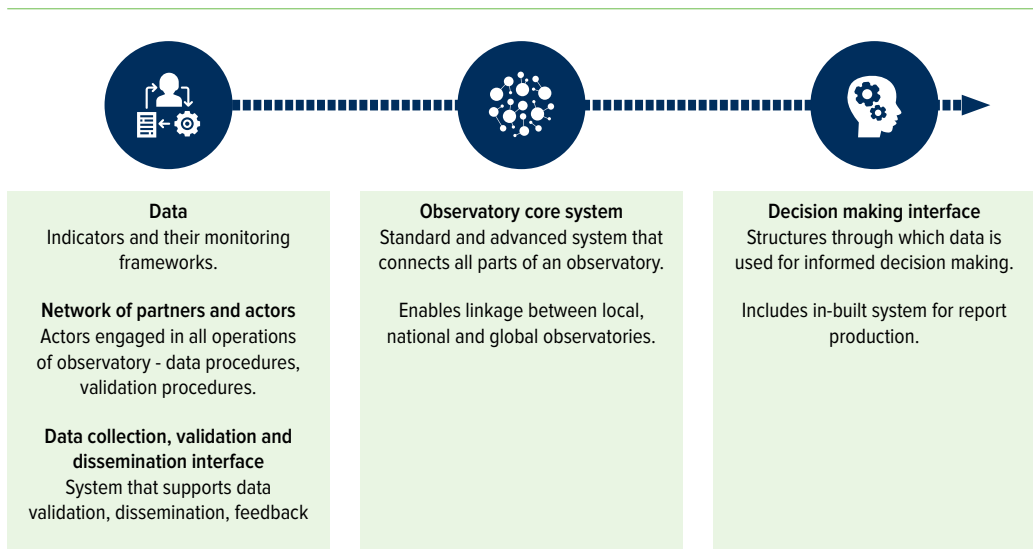 Data
Indicators and their monitoring
frameworks.
Network of partners and actors
Actors engaged in all operations
of observatory - data procedures,
validation procedures.
Data collection, validation and
dissemination interface
System that supports data
validation, dissemination, feedback
Observatory core system
Standard and advanced system that
connects all parts of an observatory.
Enables linkage between local,
national and global observatories.
Decision making interface
Structures through which data is
used for informed decision making.
Includes in-built system for report
production.